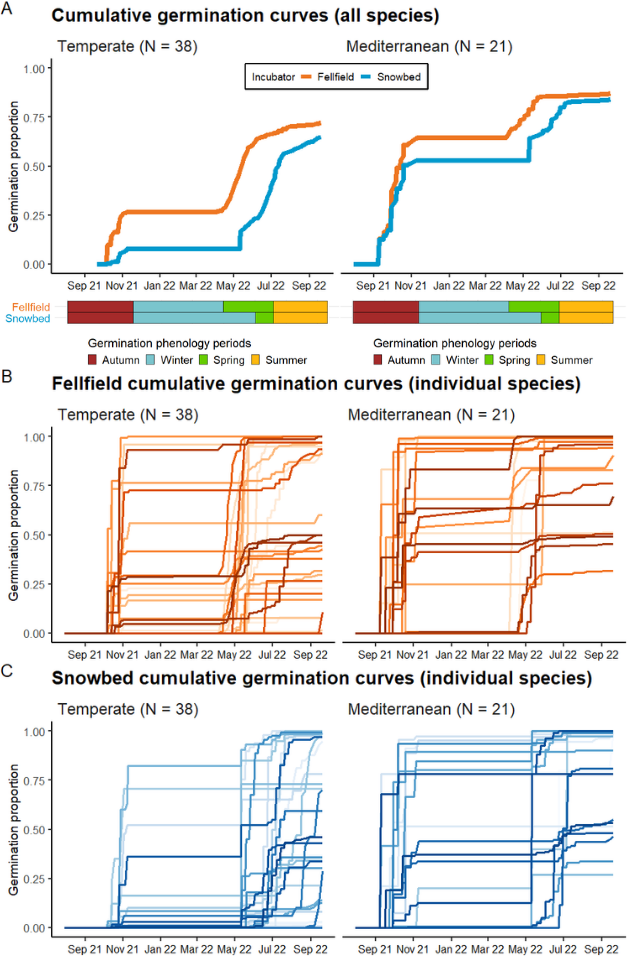 A
Cumulative germination curves (all species)
Temperate (N = 38)
Mediterranean (N = 21)
Incubator Fellfield Snowbed
Germination proportion
1.00
0.75
0.50
0.25
0.00
Sep 21 Nov 21 Jan 22 Mar 22 May 22 Jul 22 Sep 22
Sep 21 Nov 21 Jan 22 Mar 22 May 22 Jul 22 Sep 22
Fellfield
Snowbed
Germination phenology periods
Autumn Winter Spring Summer
Germination phenology periods
Autumn Winter Spring Summer
B
Fellfield cumulative germination curves (individual species)
Temperate (N = 38)
Mediterranean (N = 21)
Germination proportion
1.00
0.75
0.50
0.25
0.00
Sep 21 Nov 21 Jan 22 Mar 22 May 22 Jul 22 Sep 22
Sep 21 Nov 21 Jan 22 Mar 22 May 22 Jul 22 Sep 22
C
Snowbed cumulative germination curves (individual species)
Temperate (N = 38)
Mediterranean (N = 21)
Germination proportion
1.00
0.75
0.50
0.25
0.00
Sep 21 Nov 21 Jan 22 Mar 22 May 22 Jul 22 Sep 22
Sep 21 Nov 21 Jan 22 Mar 22 May 22 Jul 22 Sep 22